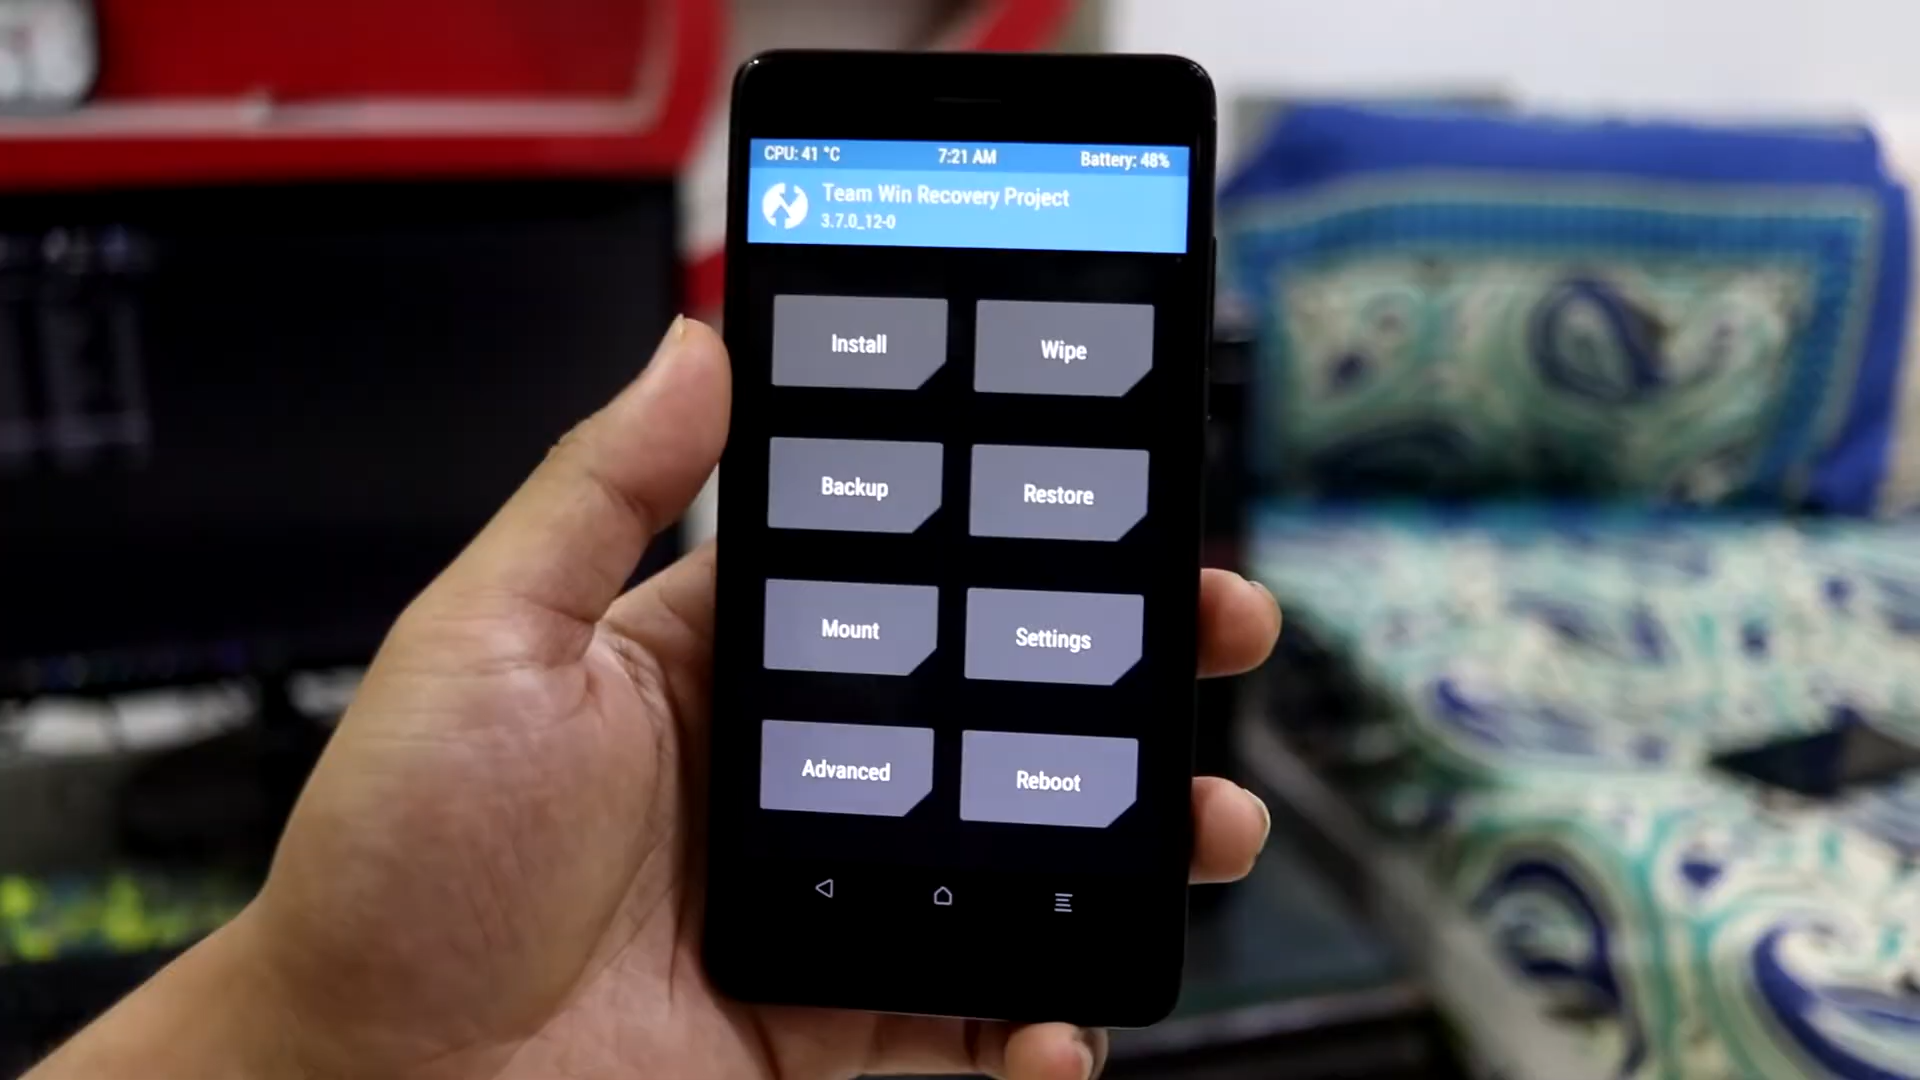 CPU: 41 °C 7:21 AM Battery: 48%
Team Win Recovery Project
3.7.0_12-0
Install Wipe
Backup Restore
Mount Settings
Advanced Reboot